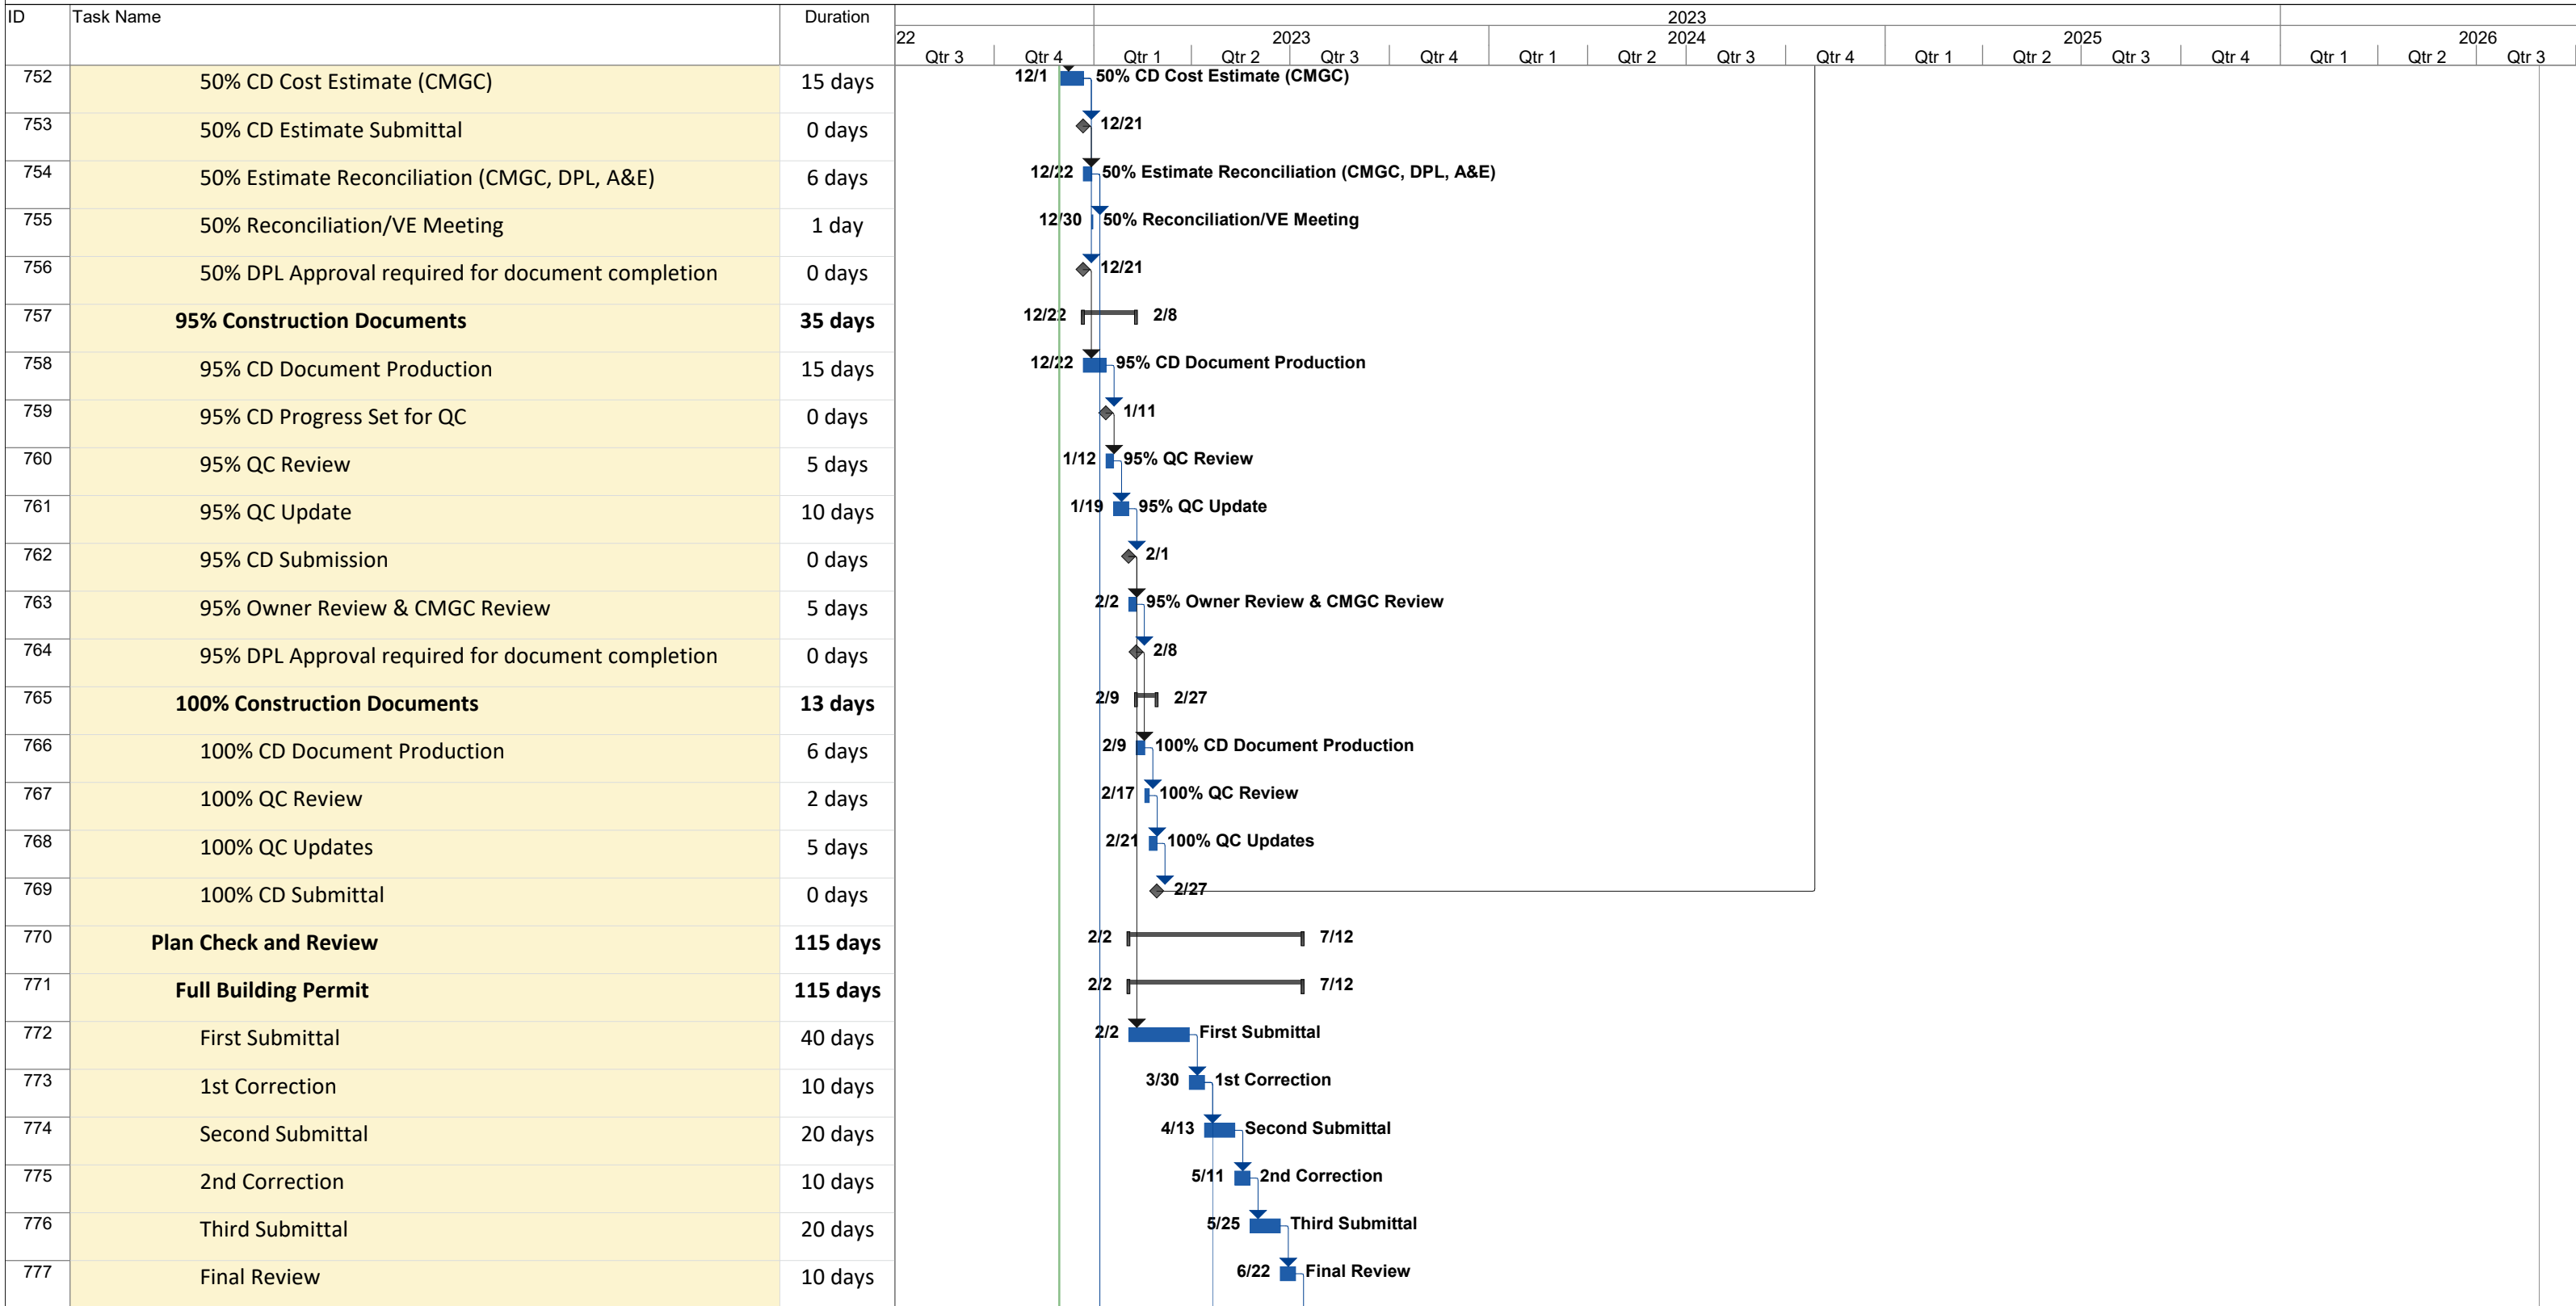 ID Task Name Duration 2023
22 2023 2024 2025 2026
Qtr 3 Qtr 4 Qtr 1 Qtr 2 Qtr 3 Qtr 4 Qtr 1 Qtr 2 Qtr 3 Qtr 4 Qtr 1 Qtr 2 Qtr 3 Qtr 4 Qtr 1 Qtr 2 Qtr 3
752 50% CD Cost Estimate (CMGC) 15 days 12/1 50% CD Cost Estimate (CMGC)
753 50% CD Estimate Submittal 0 days 12/21
754 50% Estimate Reconciliation (CMGC, DPL, A&E) 6 days 12/22 50% Estimate Reconciliation (CMGC, DPL, A&E)
755 50% Reconciliation/VE Meeting 1 day 12/30 50% Reconciliation/VE Meeting
756 50% DPL Approval required for document completion 0 days 12/21
757 95% Construction Documents 35 days 12/22 2/8
758 95% CD Document Production 15 days 12/22 95% CD Document Production
759 95% CD Progress Set for QC 0 days 1/11
760 95% QC Review 5 days 1/12 95% QC Review
761 95% QC Update 10 days 1/19 95% QC Update
762 95% CD Submission 0 days 2/1
763 95% Owner Review & CMGC Review 5 days 2/2 95% Owner Review & CMGC Review
764 95% DPL Approval required for document completion 0 days 2/8
765 100% Construction Documents 13 days 2/9 2/27
766 100% CD Document Production 6 days 2/9 100% CD Document Production
767 100% QC Review 2 days 2/17 100% QC Review
768 100% QC Updates 5 days 2/21 100% QC Updates
769 100% CD Submittal 0 days 2/27
770 Plan Check and Review 115 days 2/2 7/12
771 Full Building Permit 115 days 2/2 7/12
772 First Submittal 40 days 2/2 First Submittal
773 1st Correction 10 days 3/30 1st Correction
774 Second Submittal 20 days 4/13 Second Submittal
775 2nd Correction 10 days 5/11 2nd Correction
776 Third Submittal 20 days 5/25 Third Submittal
777 Final Review 10 days 6/22 Final Review